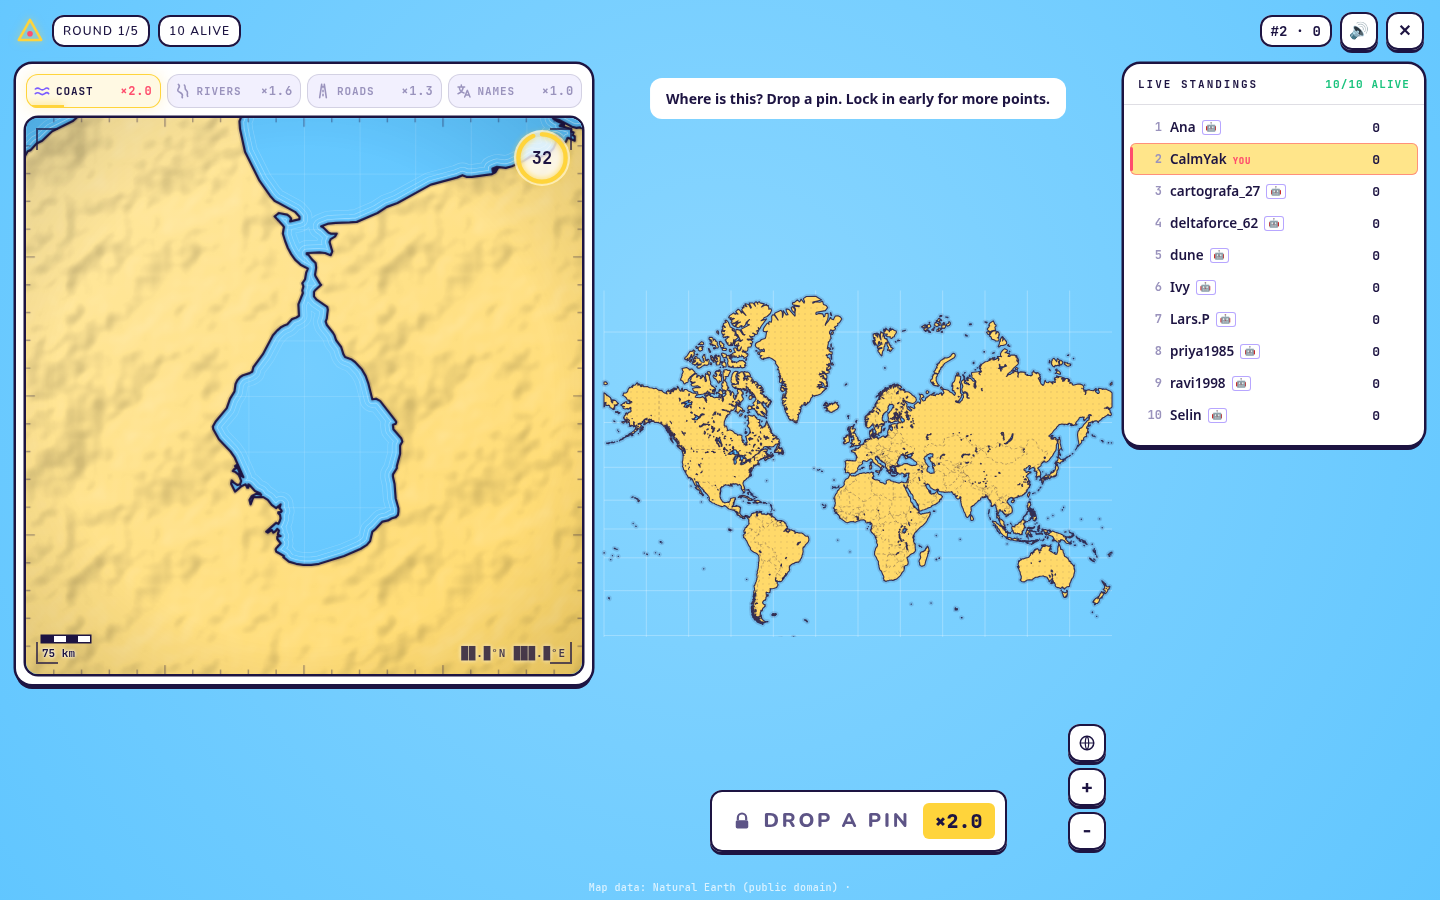 ROUND 1/5
10 ALIVE
#2 · 0
COAST ×2.0
RIVERS ×1.6
ROADS ×1.3
NAMES ×1.0
32
75 km
██.█°N ███.█°E
Where is this? Drop a pin. Lock in early for more points.
LIVE STANDINGS 10/10 ALIVE
1 Ana 0
2 CalmYak YOU 0
3 cartografa_27 0
4 deltaforce_62 0
5 dune 0
6 Ivy 0
7 Lars.P 0
8 priya1985 0
9 ravi1998 0
10 Selin 0
DROP A PIN ×2.0
+
-
Map data: Natural Earth (public domain) ·